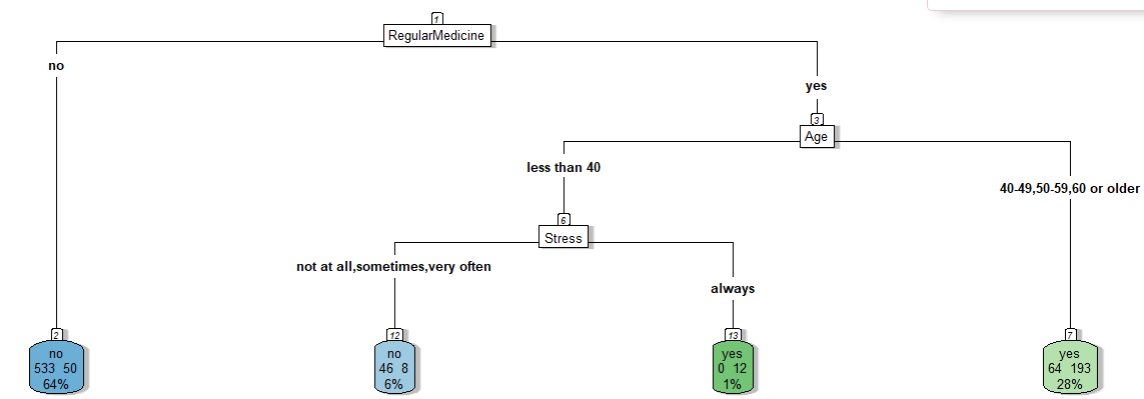 1
RegularMedicine
no
yes
3
Age
less than 40
40-49,50-59,60 or older
6
Stress
not at all,sometimes,very often
always
2
no
533 50
64%
12
no
46 8
6%
13
yes
0 12
1%
7
yes
64 193
28%